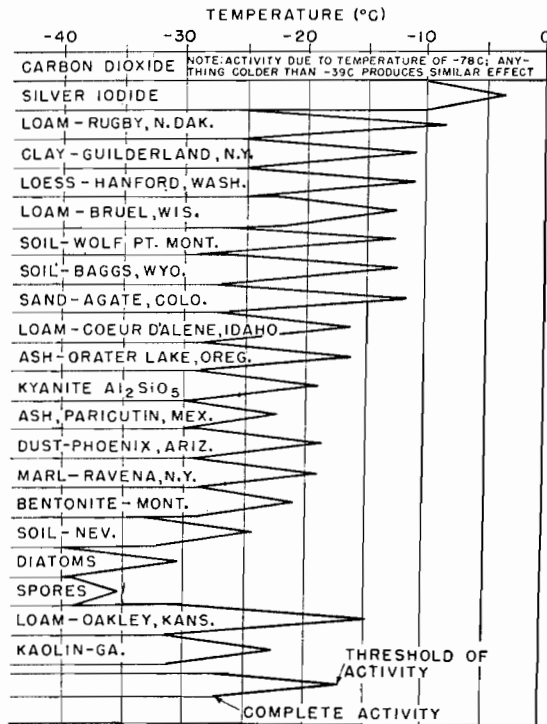 TEMPERATURE (°C)
-40 -30 -20 -10 0
CARBON DIOXIDE
NOTE: ACTIVITY DUE TO TEMPERATURE OF -78C; ANY-
THING COLDER THAN -39C PRODUCES SIMILAR EFFECT
SILVER IODIDE
LOAM-RUGBY, N.DAK.
CLAY-GUILDERLAND, N.Y.
LOESS-HANFORD, WASH.
LOAM-BRUEL, WIS.
SOIL-WOLF PT. MONT.
SOIL-BAGGS, WYO.
SAND-AGATE, COLO.
LOAM-COEUR D'ALENE, IDAHO
ASH-ORATER LAKE, OREG.
KYANITE Al₂SiO₅
ASH, PARICUTIN, MEX.
DUST-PHOENIX, ARIZ.
MARL-RAVENA, N.Y.
BENTONITE-MONT.
SOIL-NEV.
DIATOMS
SPORES
LOAM-OAKLEY, KANS.
KAOLIN-GA.
THRESHOLD OF
ACTIVITY
COMPLETE ACTIVITY